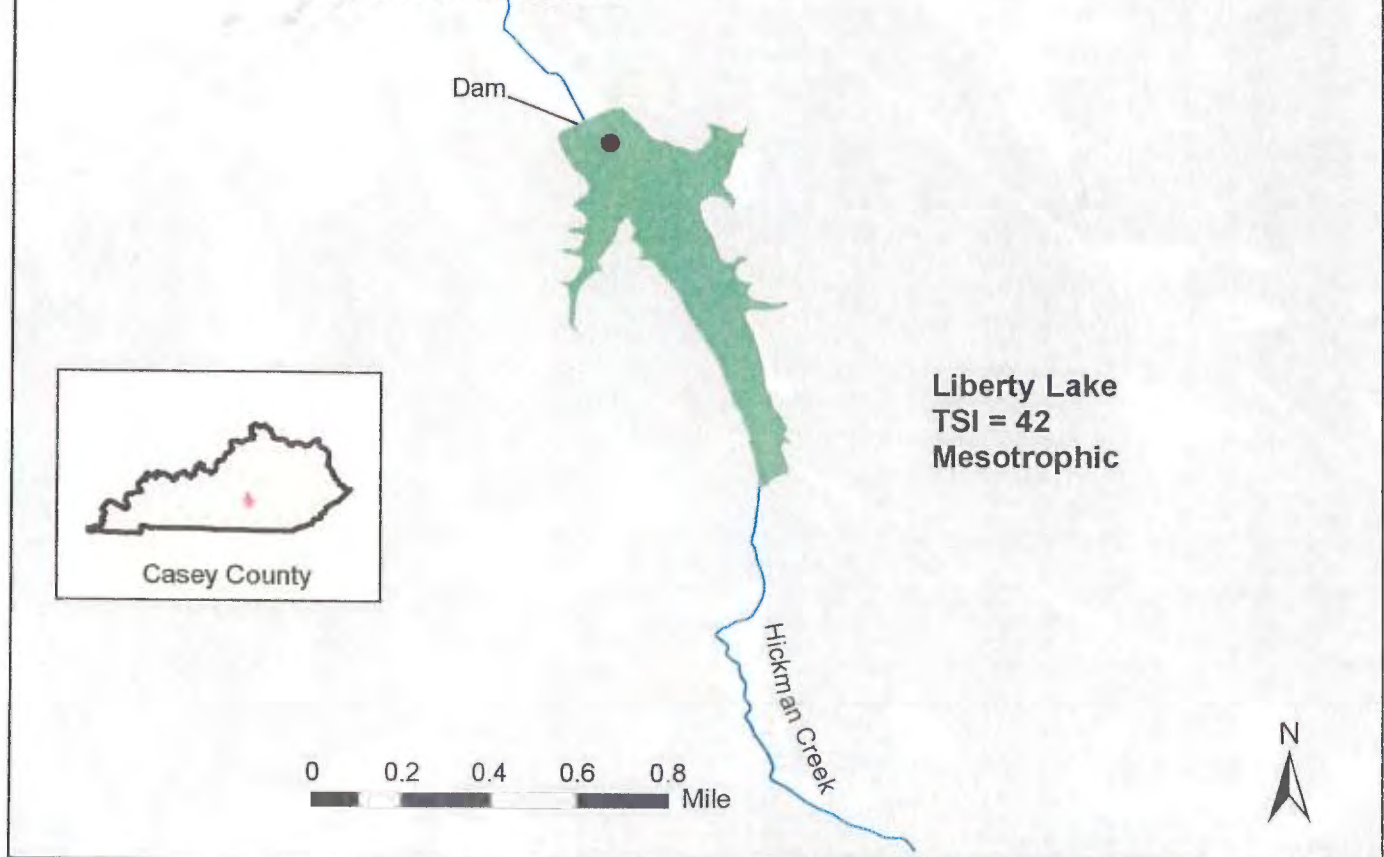 Dam
Liberty Lake
TSI = 42
Mesotrophic
Casey County
Hickman Creek
0 0.2 0.4 0.6 0.8
Mile
N